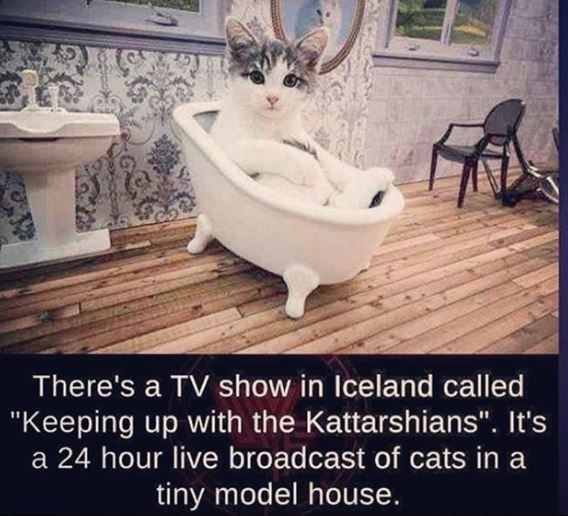 There's a TV show in Iceland called
"Keeping up with the Kattarshians". It's
a 24 hour live broadcast of cats in a
tiny model house.